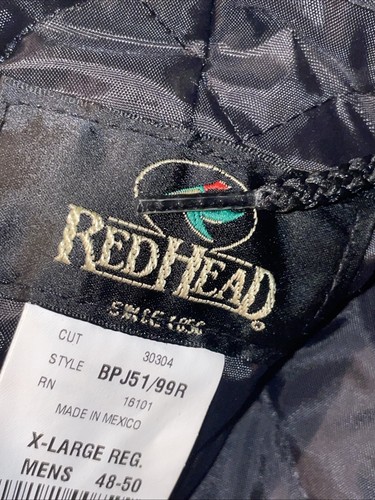 REDHEAD
SINCE 1856
CUT 30304
STYLE BPJ51/99R
RN 16101
MADE IN MEXICO
X-LARGE REG.
MENS 48-50